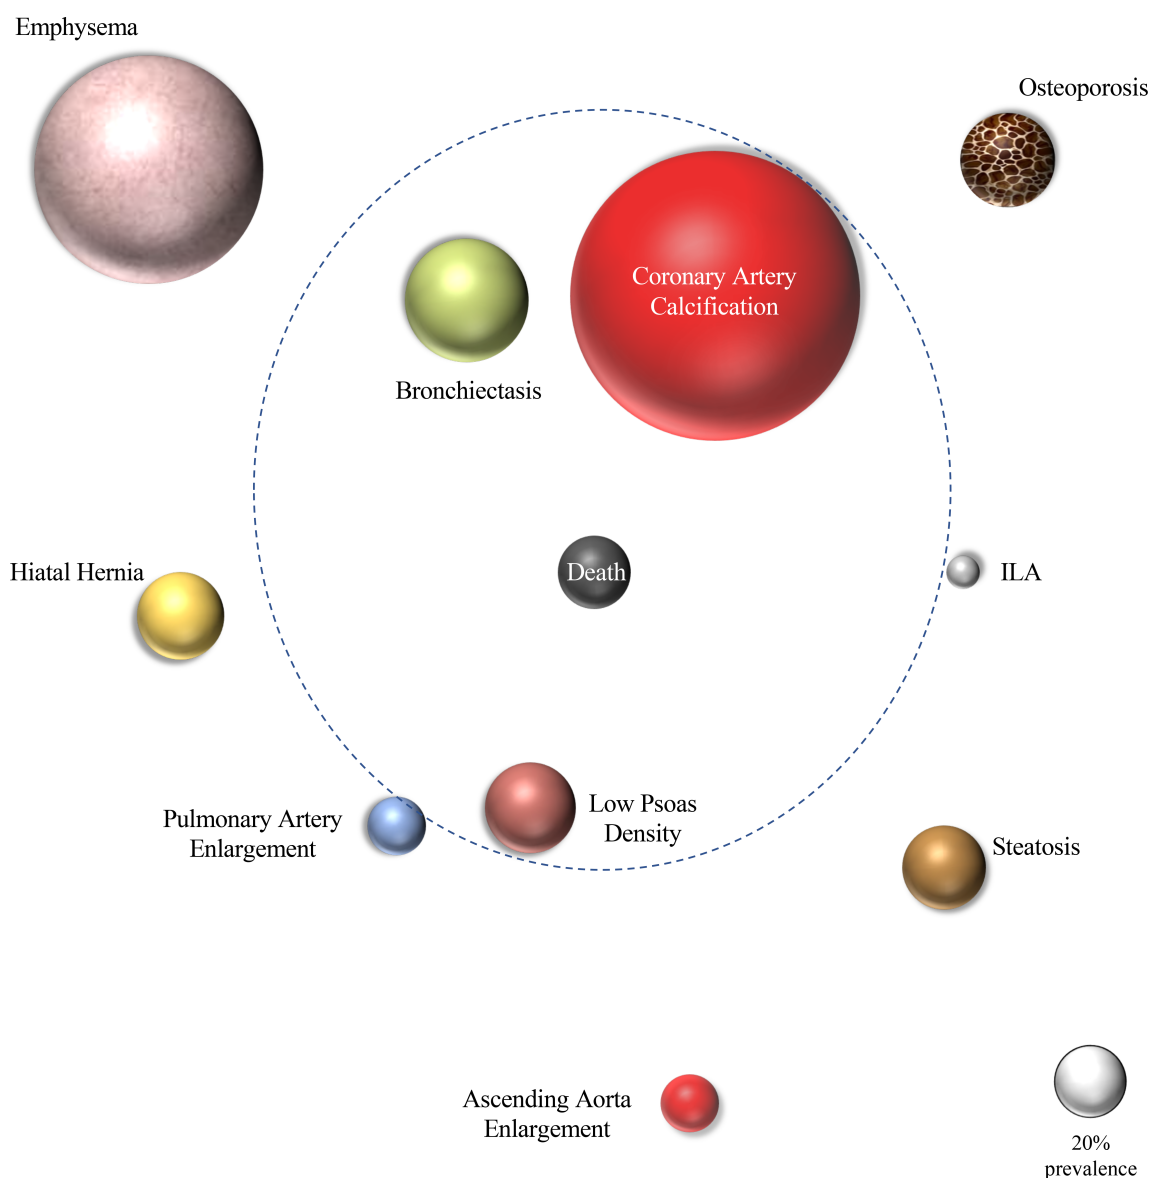 Emphysema
Osteoporosis
Coronary Artery
Calcification
Bronchiectasis
Hiatal Hernia
Death
ILA
Pulmonary Artery
Enlargement
Low Psoas
Density
Steatosis
Ascending Aorta
Enlargement
20%
prevalence